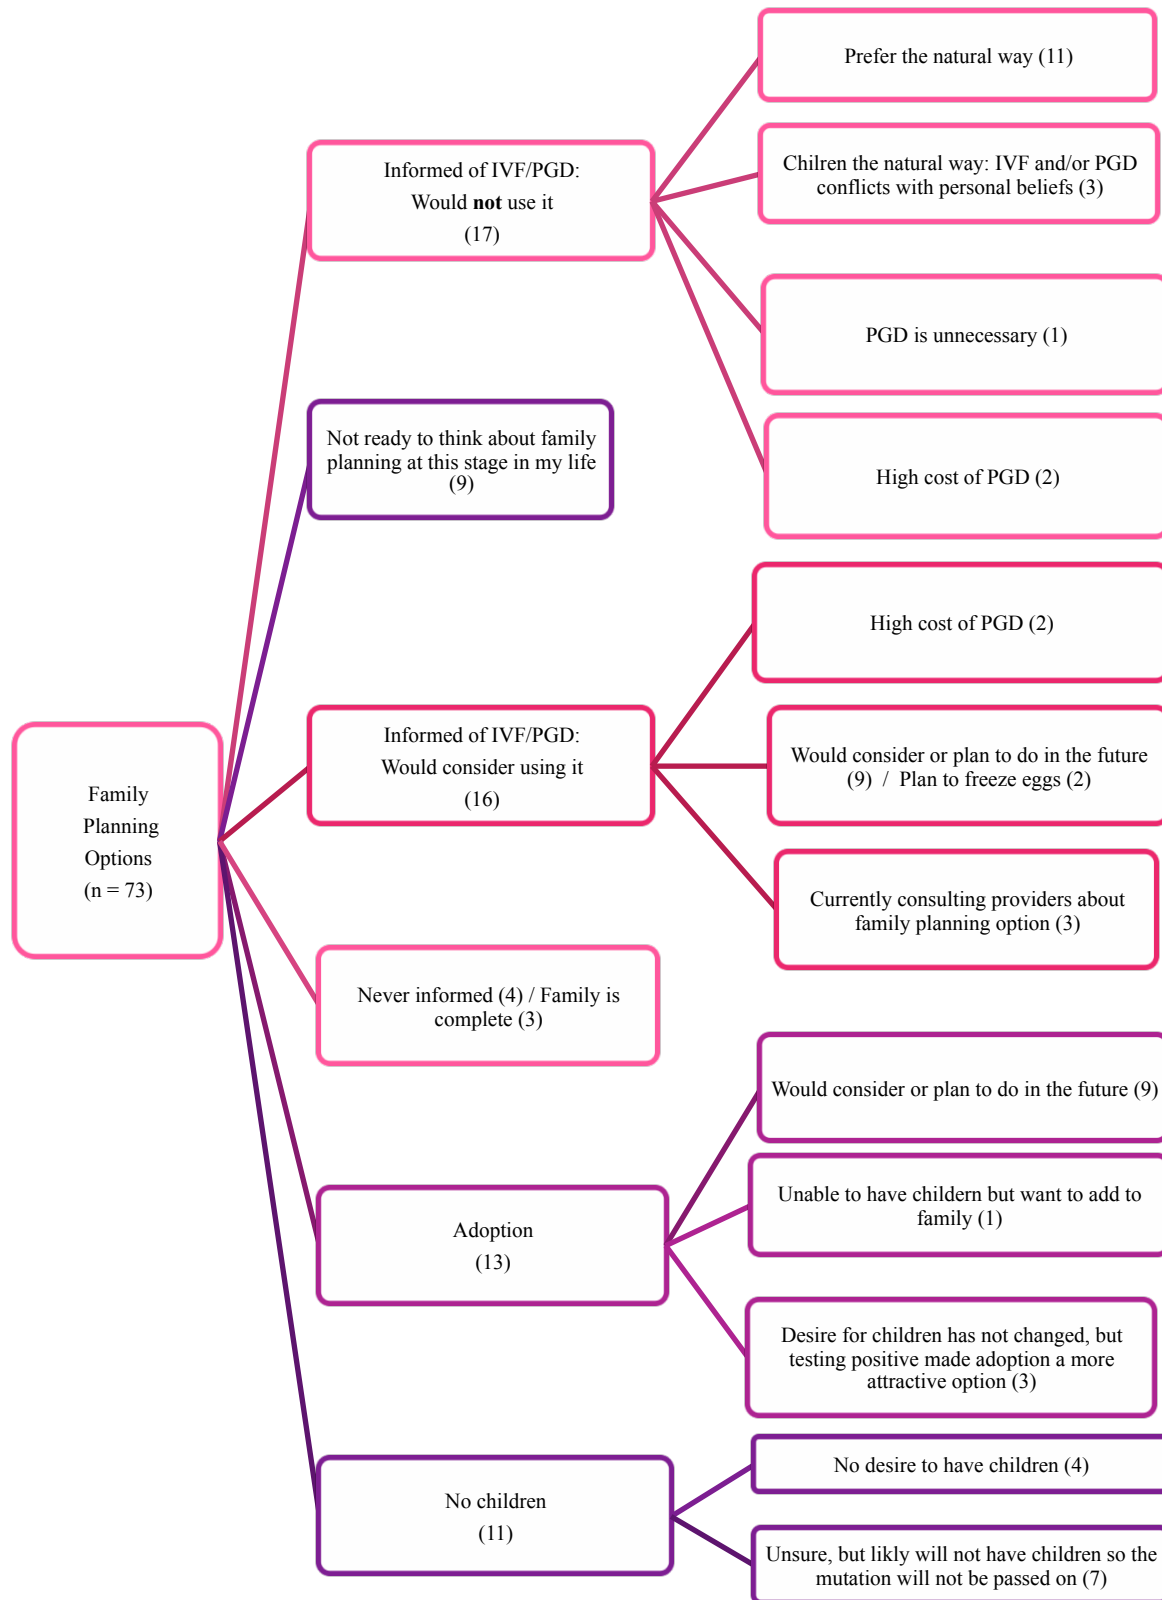 Family
Planning
Options
(n = 73)
Informed of IVF/PGD:
Would not use it
(17)
Prefer the natural way (11)
Chilren the natural way: IVF and/or PGD
conflicts with personal beliefs (3)
PGD is unnecessary (1)
High cost of PGD (2)
Not ready to think about family
planning at this stage in my life
(9)
Informed of IVF/PGD:
Would consider using it
(16)
High cost of PGD (2)
Would consider or plan to do in the future
(9) / Plan to freeze eggs (2)
Currently consulting providers about
family planning option (3)
Never informed (4) / Family is
complete (3)
Adoption
(13)
Would consider or plan to do in the future (9)
Unable to have childern but want to add to
family (1)
Desire for children has not changed, but
testing positive made adoption a more
attractive option (3)
No children
(11)
No desire to have children (4)
Unsure, but likly will not have children so the
mutation will not be passed on (7)